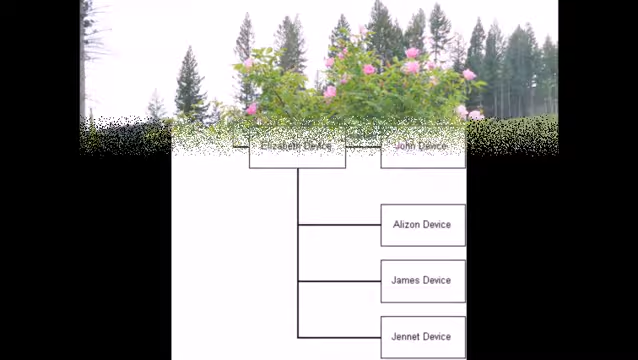 Elizabeth Device
John Device
Alizon Device
James Device
Jennet Device